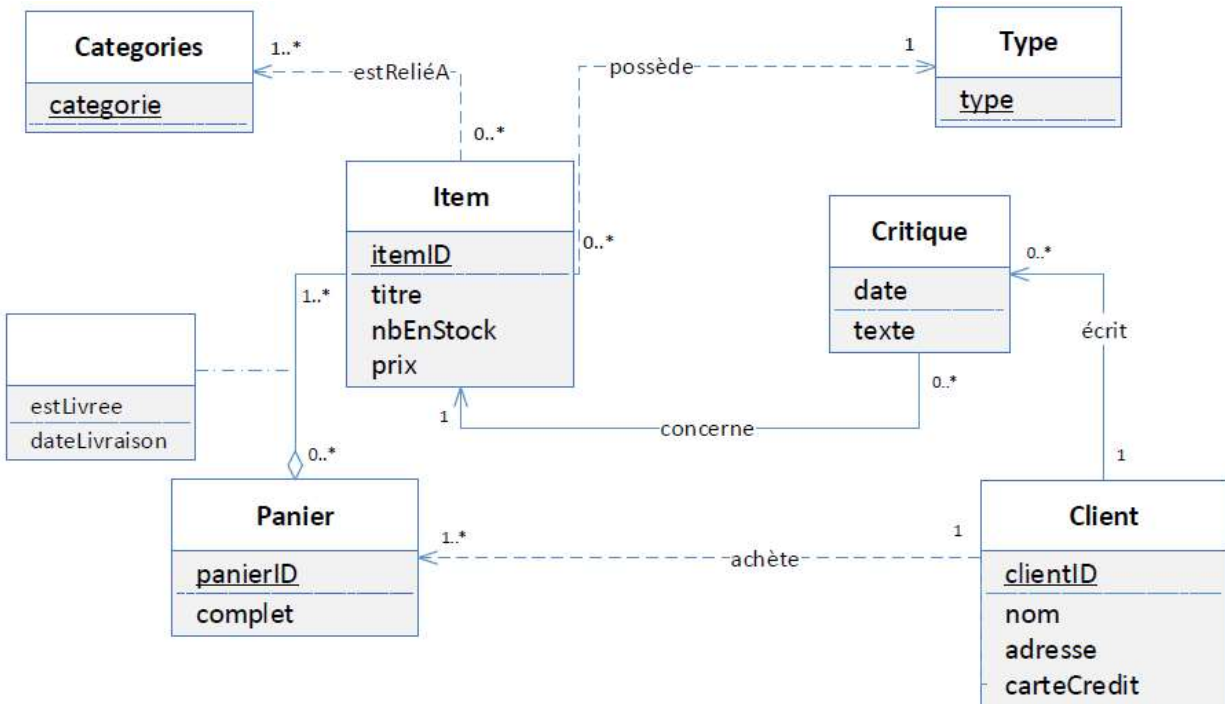 Categories
categorie
1..*
estReliéA
0..*
possède
1
Type
type
Item
itemID
titre
nbEnStock
prix
0..*
1..*
Critique
date
texte
0..*
écrit
1
0..*
concerne
1
estLivree
dateLivraison
0..*
Panier
panierID
complet
1..*
achète
1
Client
clientID
nom
adresse
carteCredit